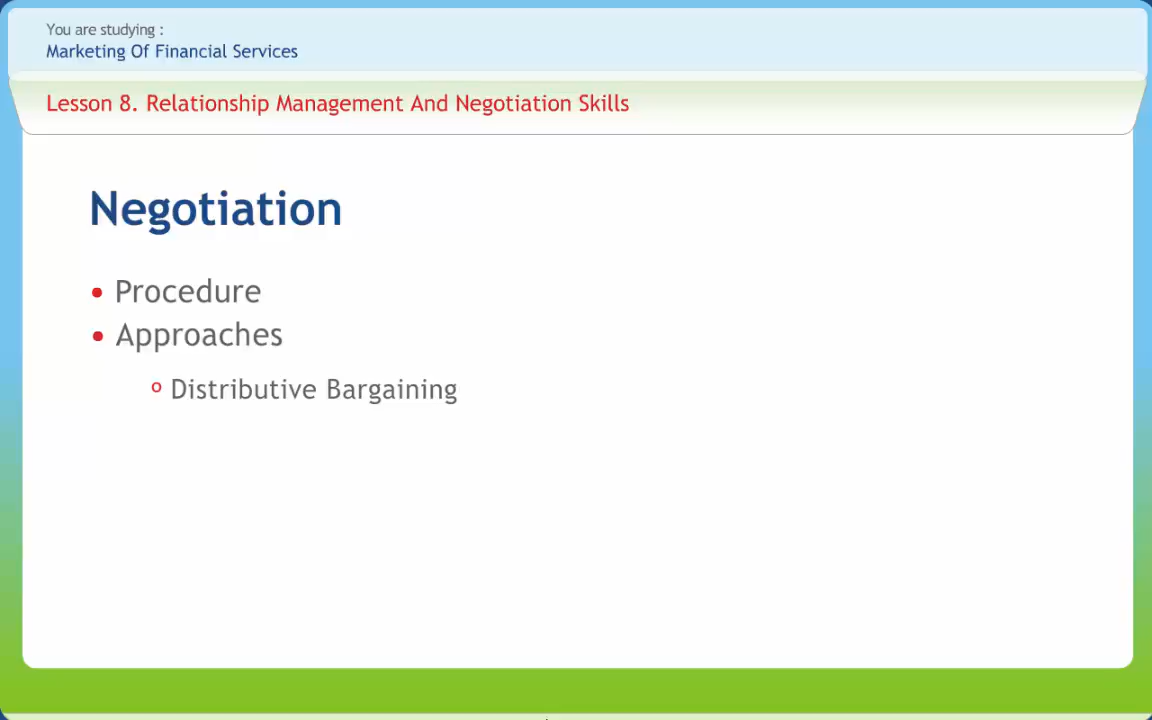 You are studying :
Marketing Of Financial Services
Lesson 8. Relationship Management And Negotiation Skills
Negotiation
• Procedure
• Approaches
o Distributive Bargaining